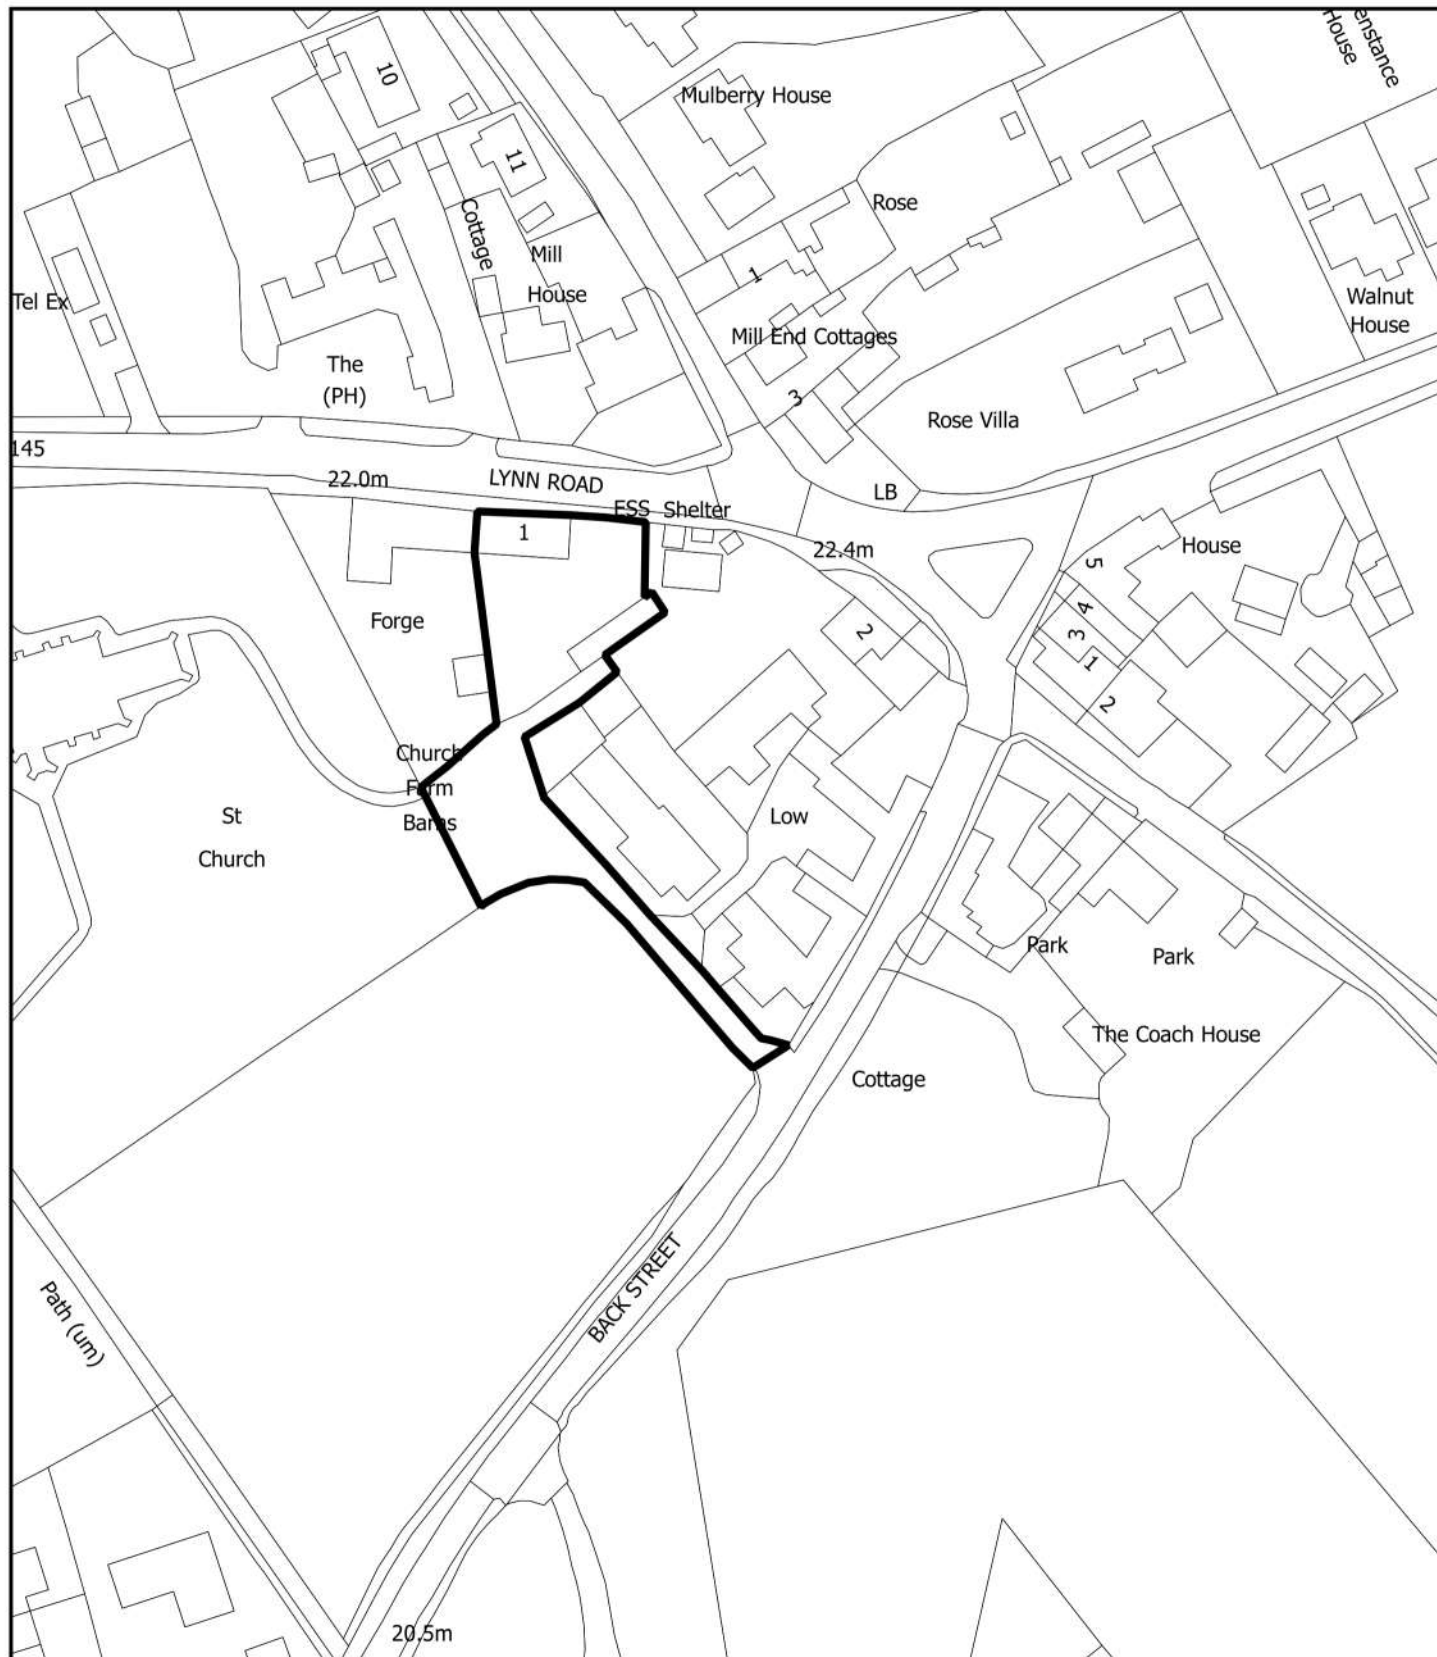 enstance
House
10
Mulberry House
11
Cottage
Rose
Mill
House
1
Tel Ex
Walnut
House
Mill End Cottages
The
(PH)
3
Rose Villa
145
22.0m
LYNN ROAD
LB
ESS
Shelter
1
22.4m
House
5
4
3
1
2
2
Forge
Church
Farm
Barns
St
Church
Low
Park
Park
The Coach House
Cottage
BACK STREET
Path (um)
20.5m